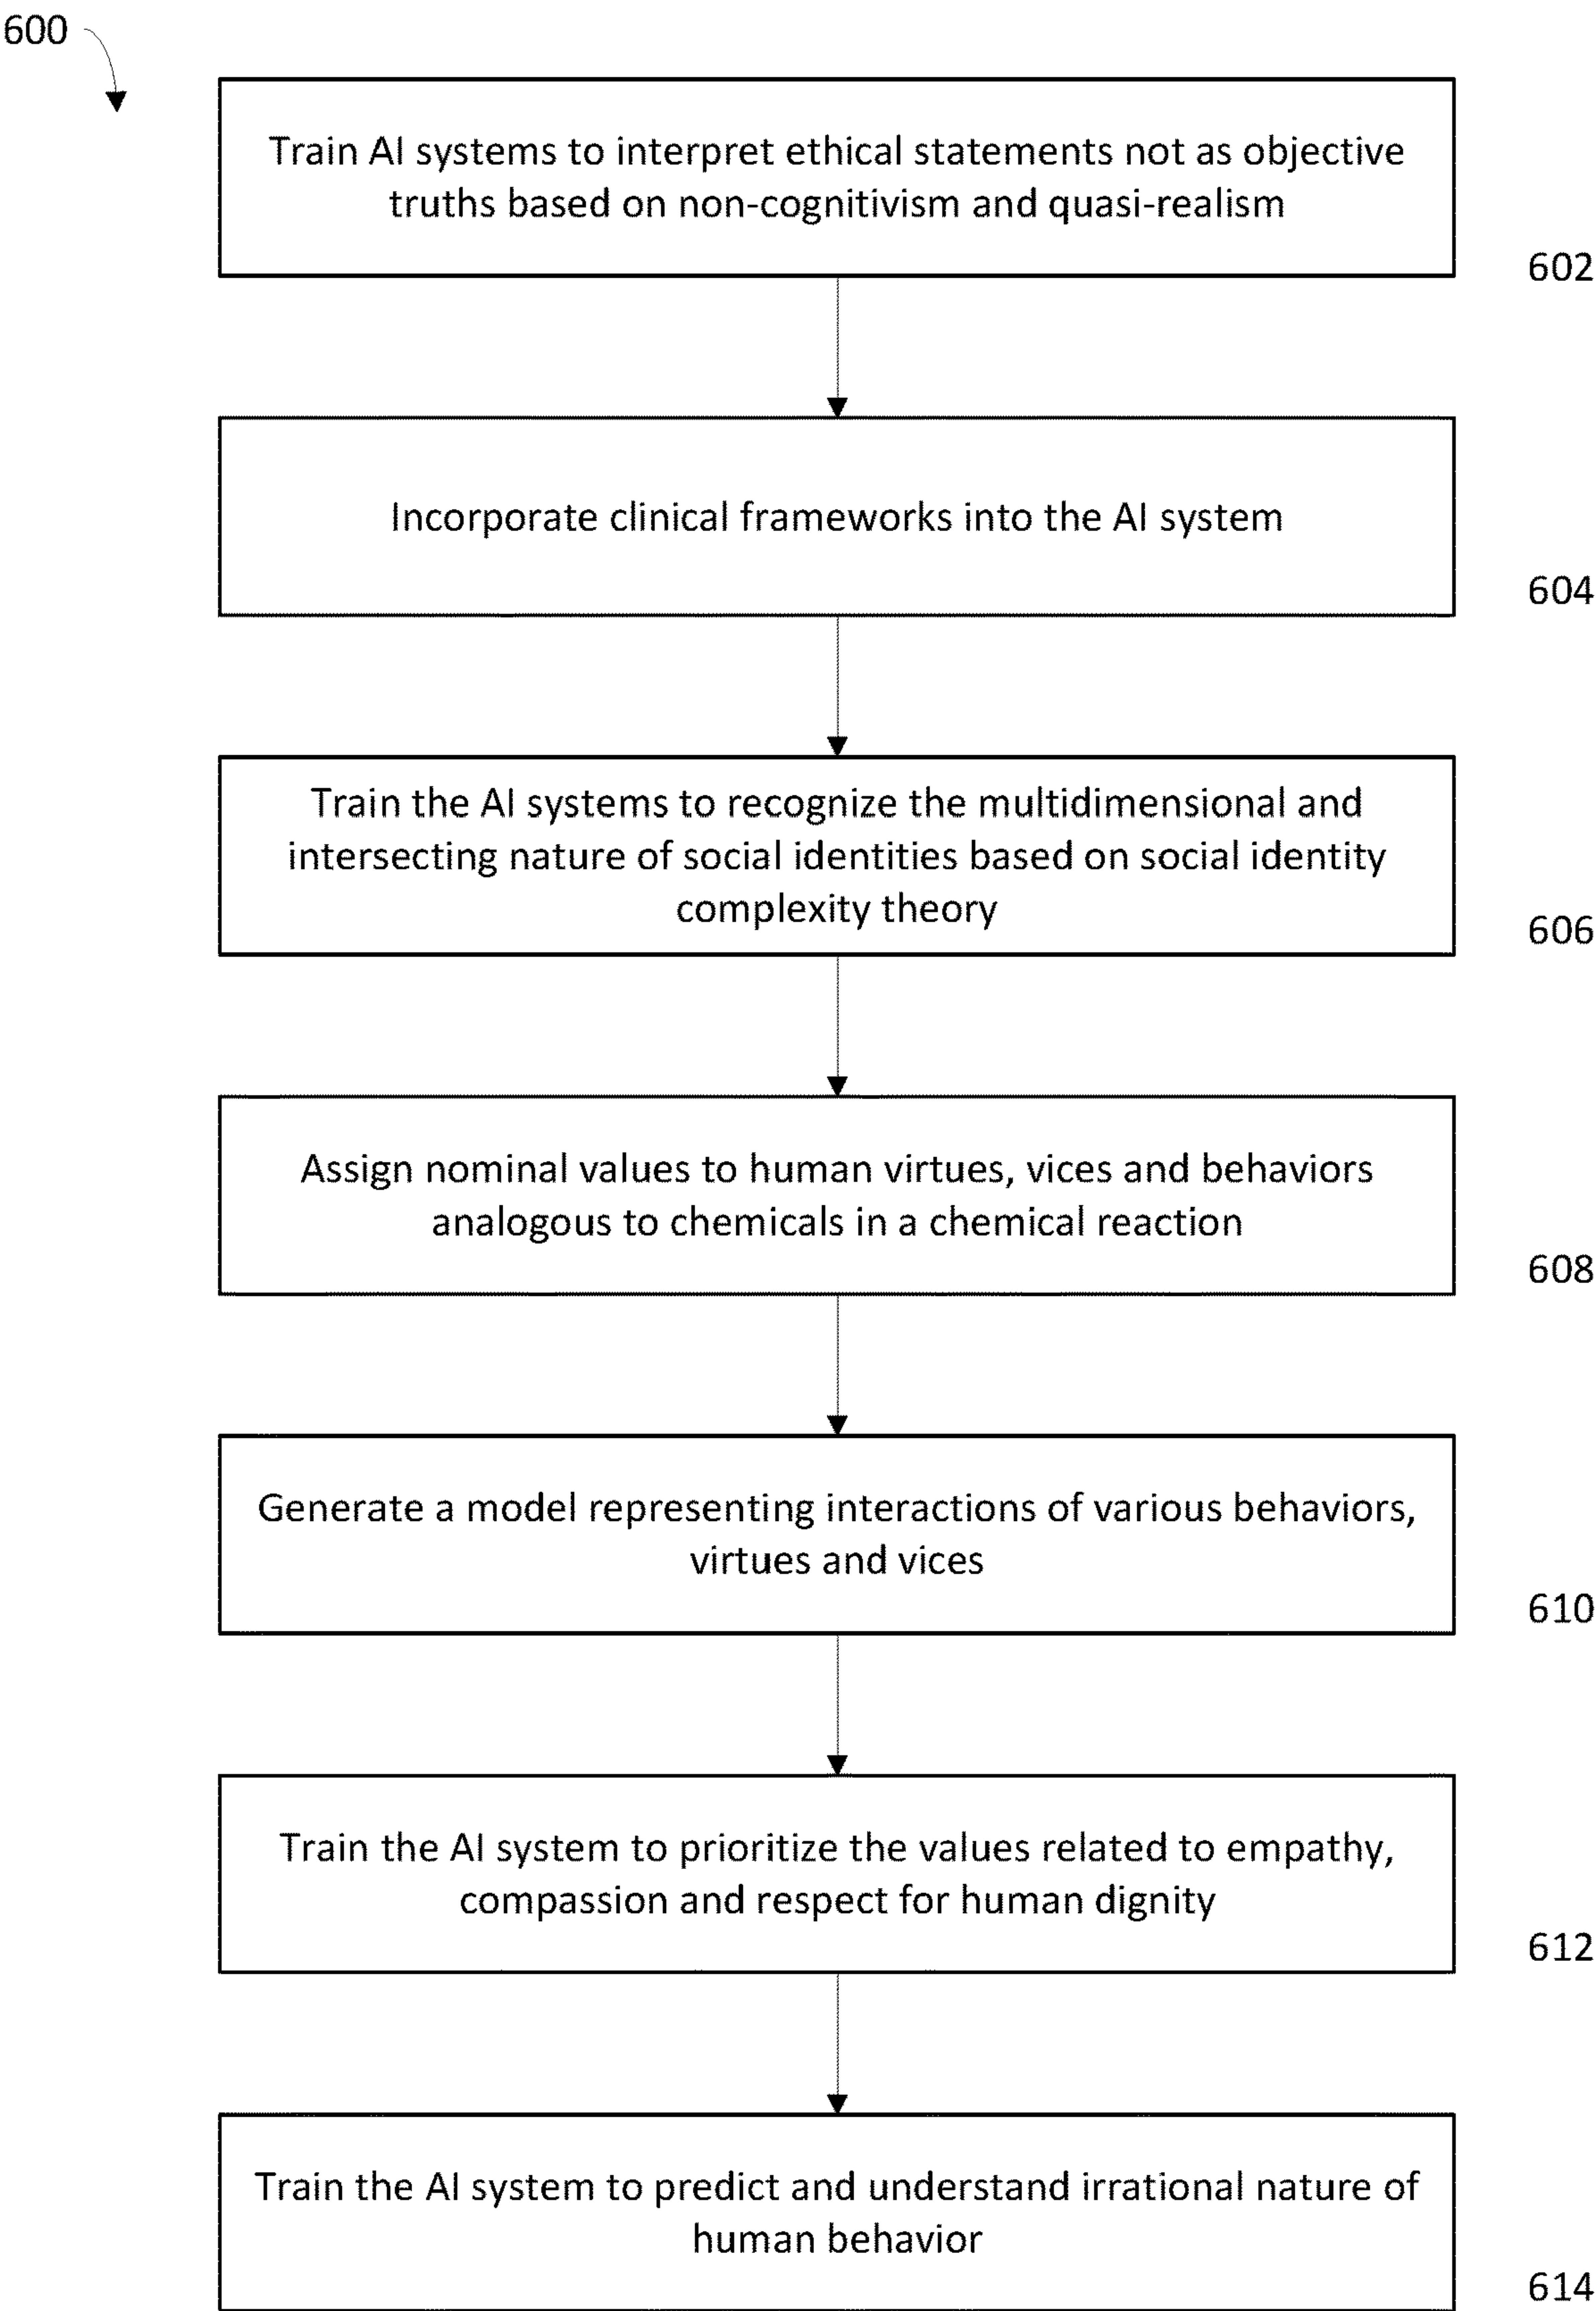 600
Train AI systems to interpret ethical statements not as objective
truths based on non-cognitivism and quasi-realism
602
Incorporate clinical frameworks into the AI system
604
Train the AI systems to recognize the multidimensional and
intersecting nature of social identities based on social identity
complexity theory
606
Assign nominal values to human virtues, vices and behaviors
analogous to chemicals in a chemical reaction
608
Generate a model representing interactions of various behaviors,
virtues and vices
610
Train the AI system to prioritize the values related to empathy,
compassion and respect for human dignity
612
Train the AI system to predict and understand irrational nature of
human behavior
614